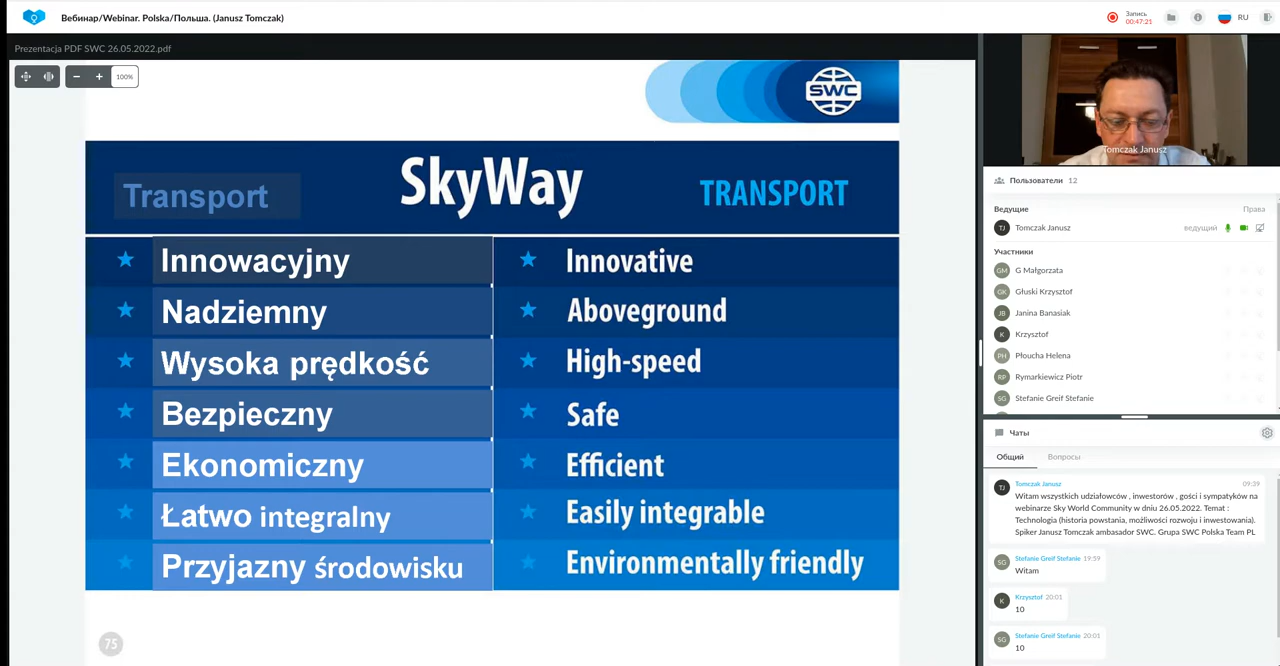 Вебинар/Webinar. Polska/Польша. (Janusz Tomczak)
Запись
00:47:21
RU
Prezentacja PDF SWC 26.05.2022.pdf
100%
SWC
Transport
SkyWay
TRANSPORT
Innowacyjny
Innovative
Nadziemny
Aboveground
Wysoka prędkość
High-speed
Bezpieczny
Safe
Ekonomiczny
Efficient
Łatwo integralny
Easily integrable
Przyjazny środowisku
Environmentally friendly
75
Tomczak Janusz
Пользователи 12
Ведущие
Права
TJ
Tomczak Janusz
ведущий
Участники
GM
G Małgorzata
GK
Głuski Krzysztof
JB
Janina Banasiak
K
Krzysztof
PH
Płoucha Helena
RP
Rymarkiewicz Piotr
SG
Stefanie Greif Stefanie
Чаты
Общий
Вопросы
TJ
Tomczak Janusz
09:39
Witam wszystkich udziałowców , inwestorów , gości i sympatyków na
webinarze Sky World Community w dniu 26.05.2022. Temat :
Technologia (historia powstania, możliwości rozwoju i inwestowania).
Spiker Janusz Tomczak ambasador SWC. Grupa SWC Polska Team PL
SG
Stefanie Greif Stefanie 19:59
Witam
K
Krzysztof 20:01
10
SG
Stefanie Greif Stefanie 20:01
10